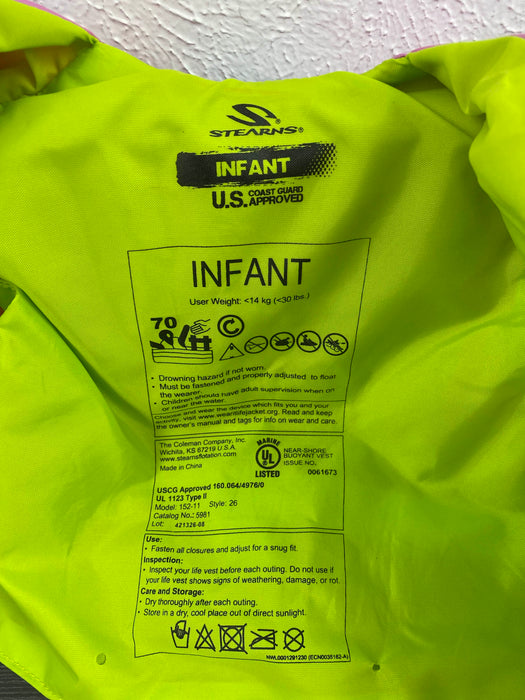 STEARNS®
INFANT
U.S. COAST GUARD APPROVED
INFANT
User Weight: <14 kg (<30 lbs.)
70
• Drowning hazard if not worn.
• Must be fastened and properly adjusted to float
the wearer.
• Children should have adult supervision when on
or near the water.
Choose and wear the device which fits you and your
activity, visit www.wearitlifejacket.org. Read and keep
the owner's manual and tags for info on wear and care.
The Coleman Company, Inc.
Wichita, KS 67219 U.S.A.
www.stearnsflotation.com
Made in China
MARINE
UL
LISTED
NEAR-SHORE
BUOYANT VEST
ISSUE NO.
0061673
USCG Approved 160.064/4976/0
UL 1123 Type II
Model: 152-11 Style: 26
Catalog No.: 5981
Lot: 421326-08
Use:
• Fasten all closures and adjust for a snug fit.
Inspection:
• Inspect your life vest before each outing. Do not use if
your life vest shows signs of weathering, damage, or rot.
Care and Storage:
• Dry thoroughly after each outing.
• Store in a dry, cool place out of direct sunlight.
NWL0001291230 (ECN0035162-A)